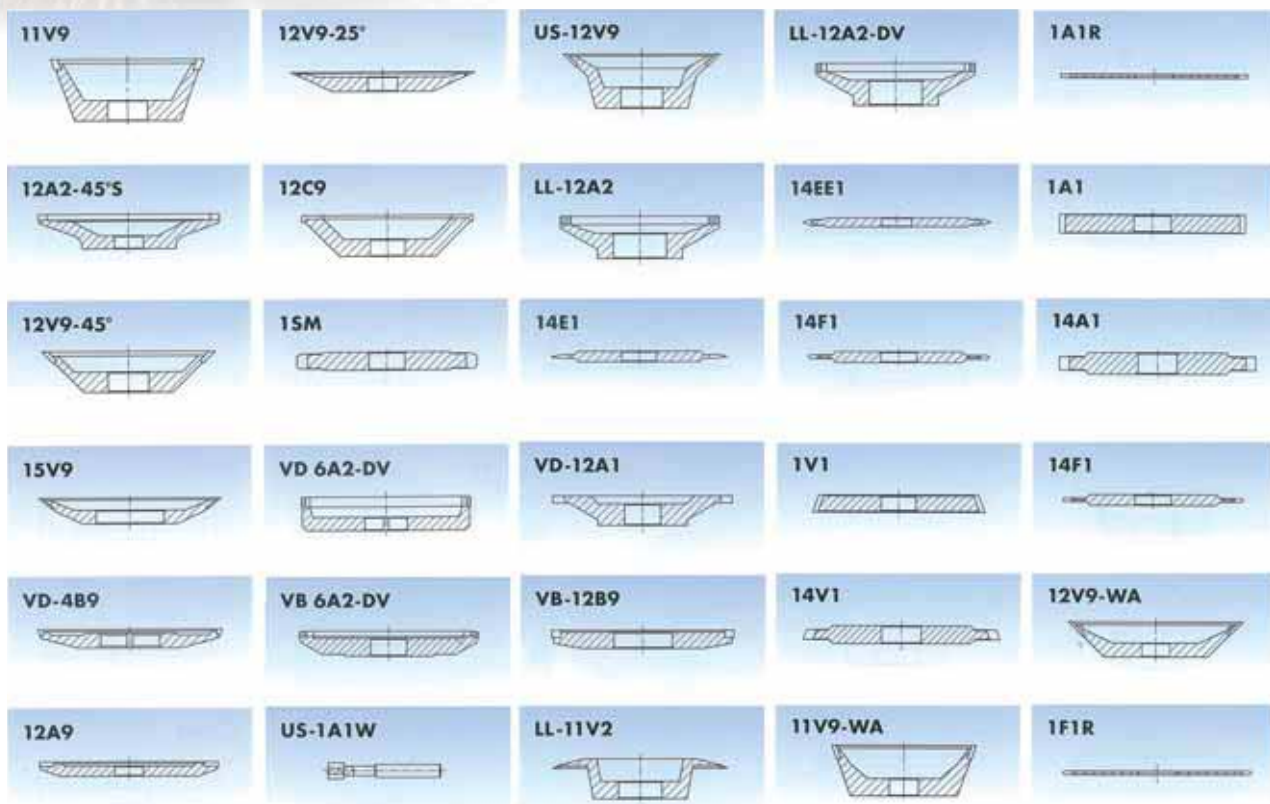 11V9
12V9-25°
US-12V9
LL-12A2-DV
1A1R
12A2-45°S
12C9
LL-12A2
14EE1
1A1
12V9-45°
1SM
14E1
14F1
14A1
15V9
VD 6A2-DV
VD-12A1
1V1
14F1
VD-4B9
VB 6A2-DV
VB-12B9
14V1
12V9-WA
12A9
US-1A1W
LL-11V2
11V9-WA
1F1R